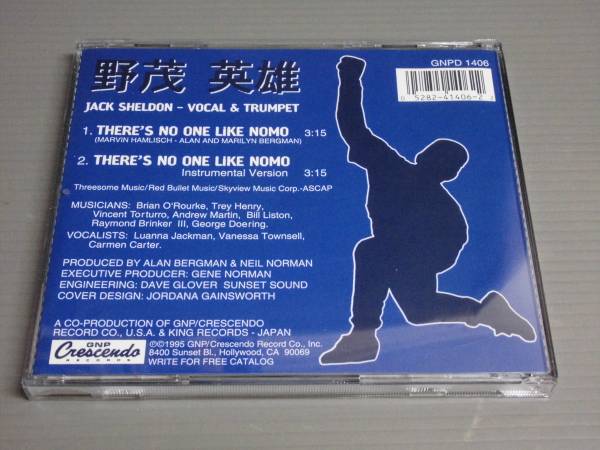 野茂 英雄
GNPD 1406
0 5282-41406-2 2
JACK SHELDON – VOCAL & TRUMPET
1. THERE'S NO ONE LIKE NOMO 3:15
(MARVIN HAMLISCH - ALAN AND MARILYN BERGMAN)
2. THERE'S NO ONE LIKE NOMO
Instrumental Version 3:15
Threesome Music/Red Bullet Music/Skyview Music Corp.-ASCAP
MUSICIANS: Brian O'Rourke, Trey Henry,
Vincent Torturro, Andrew Martin, Bill Liston,
Raymond Brinker III, George Doering.
VOCALISTS: Luanna Jackman, Vanessa Townsell,
Carmen Carter.
PRODUCED BY ALAN BERGMAN & NEIL NORMAN
EXECUTIVE PRODUCER: GENE NORMAN
ENGINEERING: DAVE GLOVER SUNSET SOUND
COVER DESIGN: JORDANA GAINSWORTH
A CO-PRODUCTION OF GNP/CRESCENDO
RECORD CO., U.S.A. & KING RECORDS - JAPAN
GNP
Crescendo
RECORDS
℗©1995 GNP/Crescendo Record Co., Inc.
8400 Sunset Bl., Hollywood, CA 90069
WRITE FOR FREE CATALOG